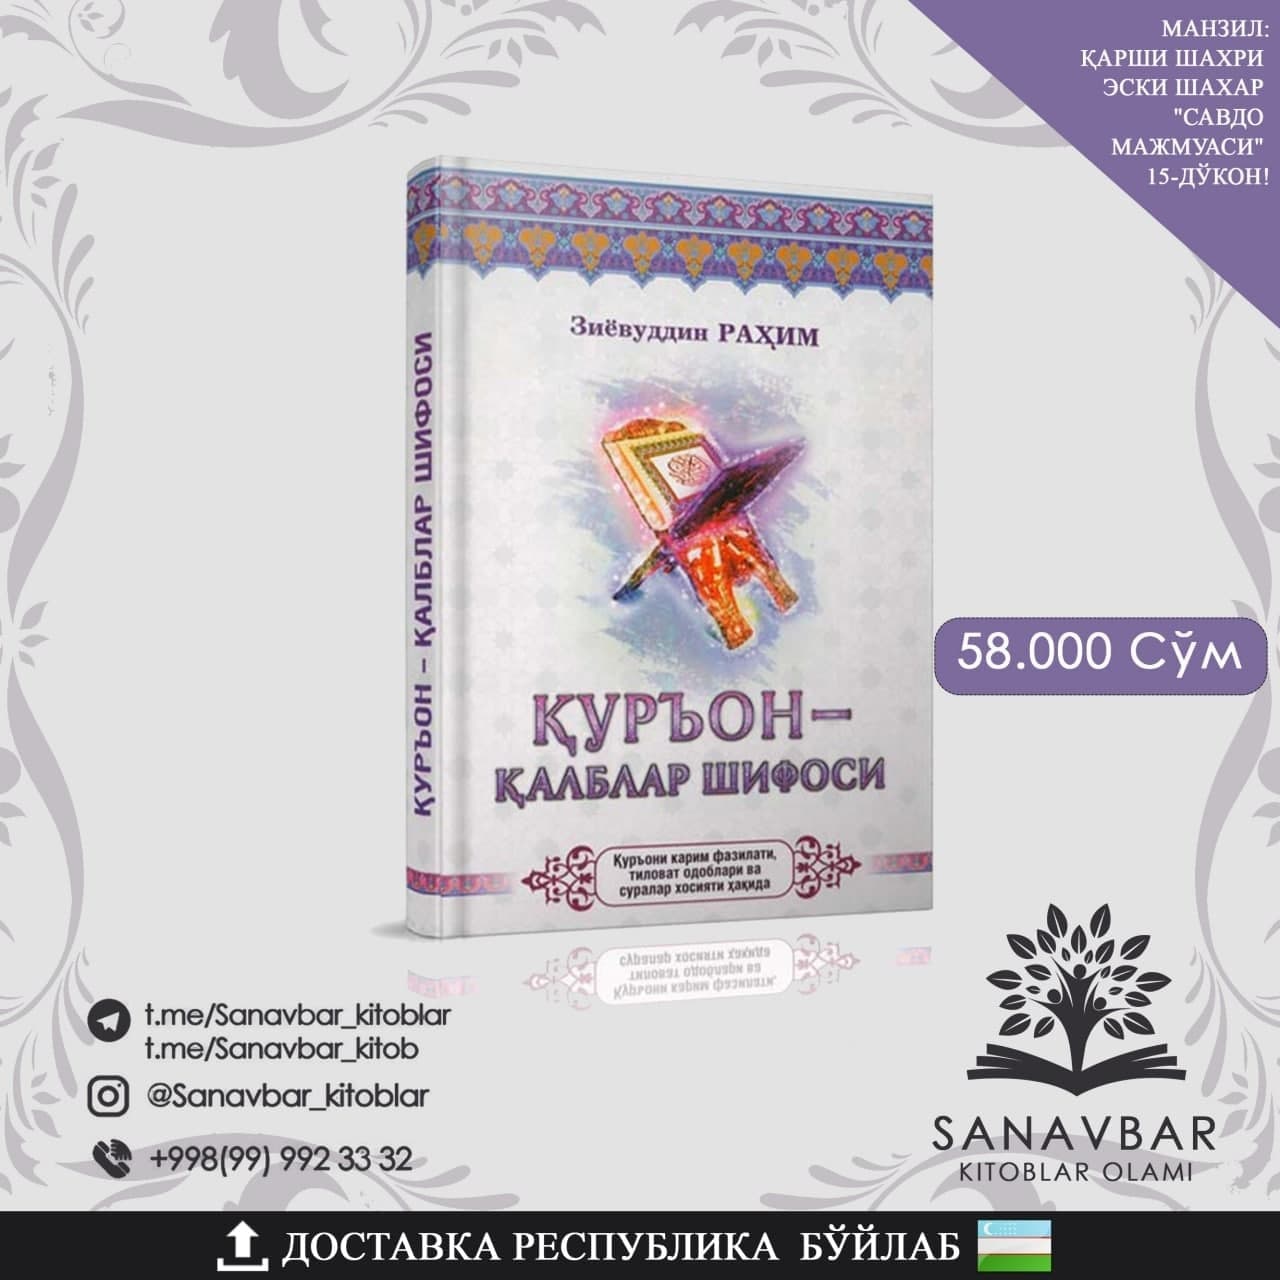 МАНЗИЛ:
ҚАРШИ ШАХРИ
ЭСКИ ШАХАР
"САВДО
МАЖМУАСИ"
15-ДЎКОН!
Зиёвуддин РАҲИМ
ҚУРЪОН – ҚАЛБЛАР ШИФОСИ
ҚУРЪОН–
ҚАЛБЛАР ШИФОСИ
Қуръони карим фазилати,
тиловат одоблари ва
суралар хосияти ҳақида
58.000 Сўм
t.me/Sanavbar_kitoblar
t.me/Sanavbar_kitob
@Sanavbar_kitoblar
+998(99) 992 33 32
SANAVBAR
KITOBLAR OLAMI
ДОСТАВКА РЕСПУБЛИКА БЎЙЛАБ